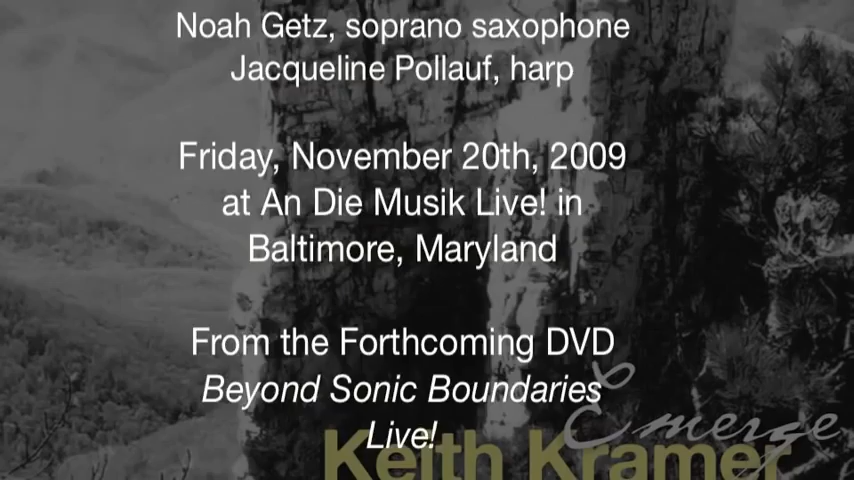 Noah Getz, soprano saxophone
Jacqueline Pollauf, harp
Friday, November 20th, 2009
at An Die Musik Live! in
Baltimore, Maryland
From the Forthcoming DVD
Beyond Sonic Boundaries
Live!
Emerge
Keith Kramer